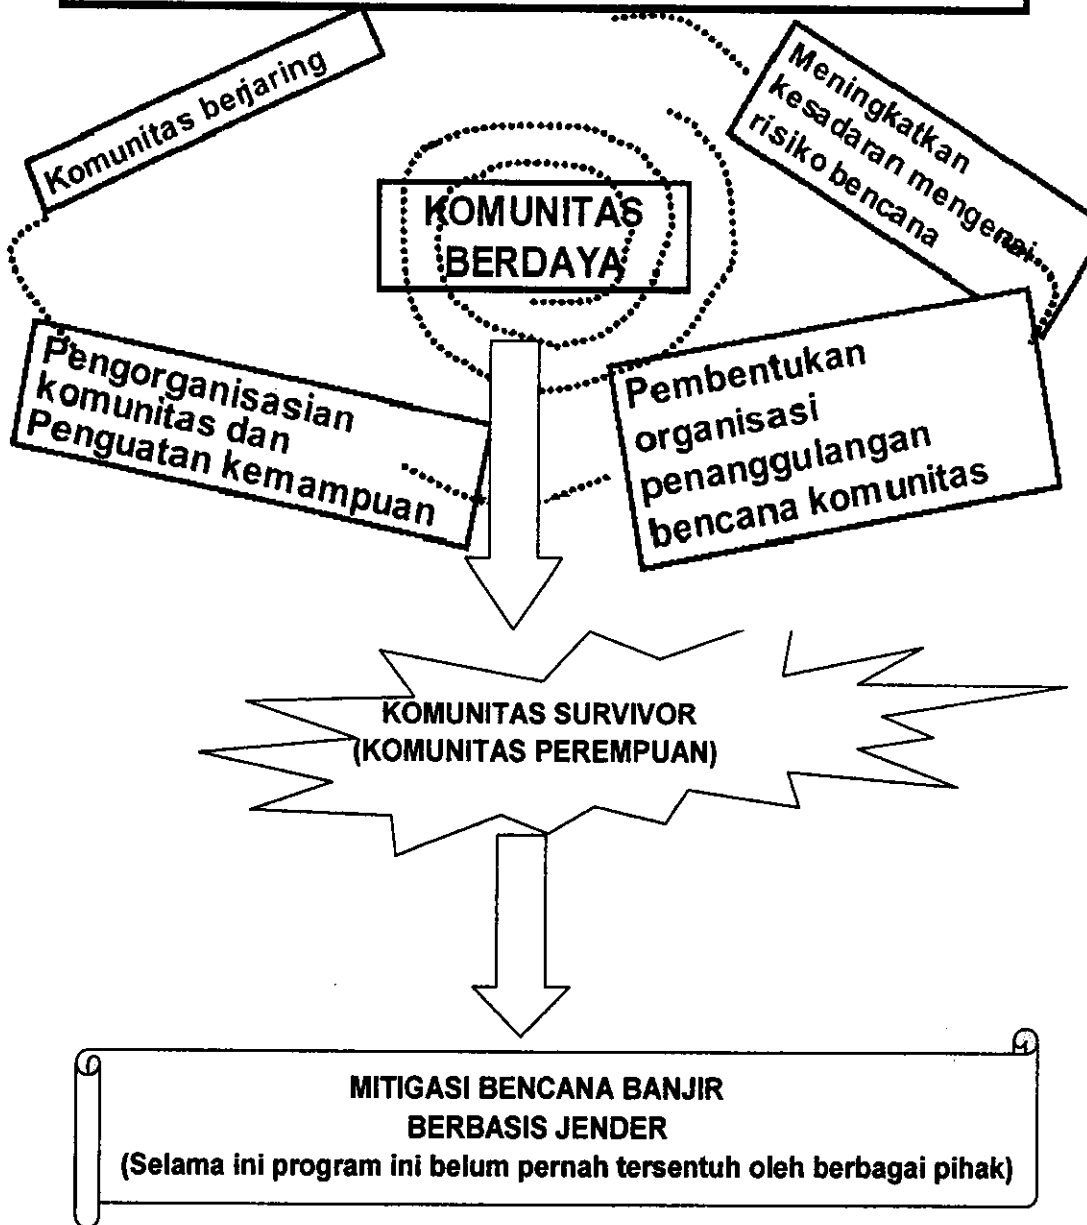 Komunitas berjaring
Meningkatkan
kesadaran mengenai
risiko bencana
KOMUNITAS
BERDAYA
Pengorganisasian
komunitas dan
Penguatan kemampuan
Pembentukan
organisasi
penanggulangan
bencana komunitas
KOMUNITAS SURVIVOR
(KOMUNITAS PEREMPUAN)
MITIGASI BENCANA BANJIR
BERBASIS JENDER
(Selama ini program ini belum pernah tersentuh oleh berbagai pihak)